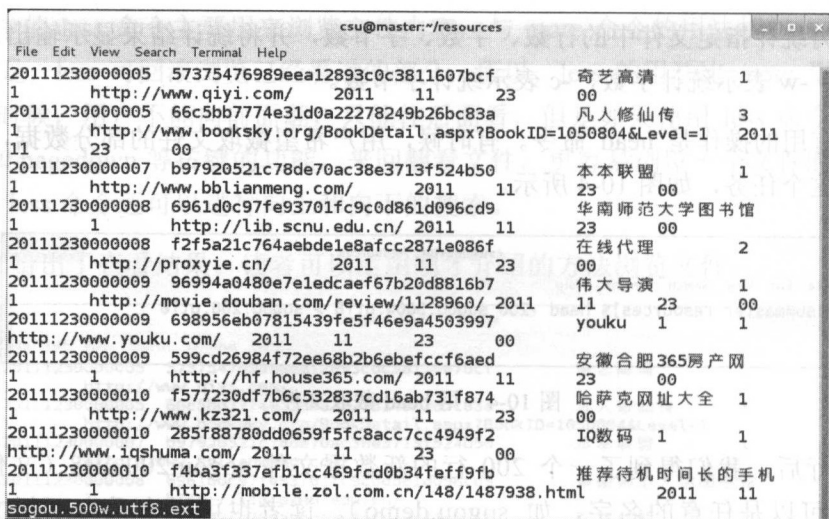 csu@master:~/resources
File Edit View Search Terminal Help
20111230000005 57375476989eea12893c0c3811607bcf 奇艺高清 1
1 http://www.qiyi.com/ 2011 11 23 00
20111230000005 66c5bb7774e31d0a22278249b26bc83a 凡人修仙传 3
1 http://www.booksky.org/BookDetail.aspx?BookID=1050804&Level=1 2011
11 23 00
20111230000007 b97920521c78de70ac38e3713f524b50 本本联盟 1
1 http://www.bblianmeng.com/ 2011 11 23 00
20111230000008 6961d0c97fe93701fc9c0d861d096cd9 华南师范大学图书馆
1 1 http://lib.scnu.edu.cn/ 2011 11 23 00
20111230000008 f2f5a21c764aebde1e8afcc2871e086f 在线代理 2
1 http://proxyie.cn/ 2011 11 23 00
20111230000009 96994a0480e7e1edcaef67b20d8816b7 伟大导演 1
1 http://movie.douban.com/review/1128960/ 2011 11 23 00
20111230000009 698956eb07815439fe5f46e9a4503997 youku 1 1
http://www.youku.com/ 2011 11 23 00
20111230000009 599cd26984f72ee68b2b6ebefccf6aed 安徽合肥365房产网
1 1 http://hf.house365.com/ 2011 11 23 00
20111230000010 f577230df7b6c532837cd16ab731f874 哈萨克网址大全 1
1 http://www.kz321.com/ 2011 11 23 00
20111230000010 285f88780dd0659f5fc8acc7cc4949f2 IQ数码 1 1
http://www.iqshuma.com/ 2011 11 23 00
20111230000010 f4ba3f337efb1cc469fcd0b34feff9fb 推荐待机时间长的手机
1 1 http://mobile.zol.com.cn/148/1487938.html 2011 11
sogou.500w.utf8.ext